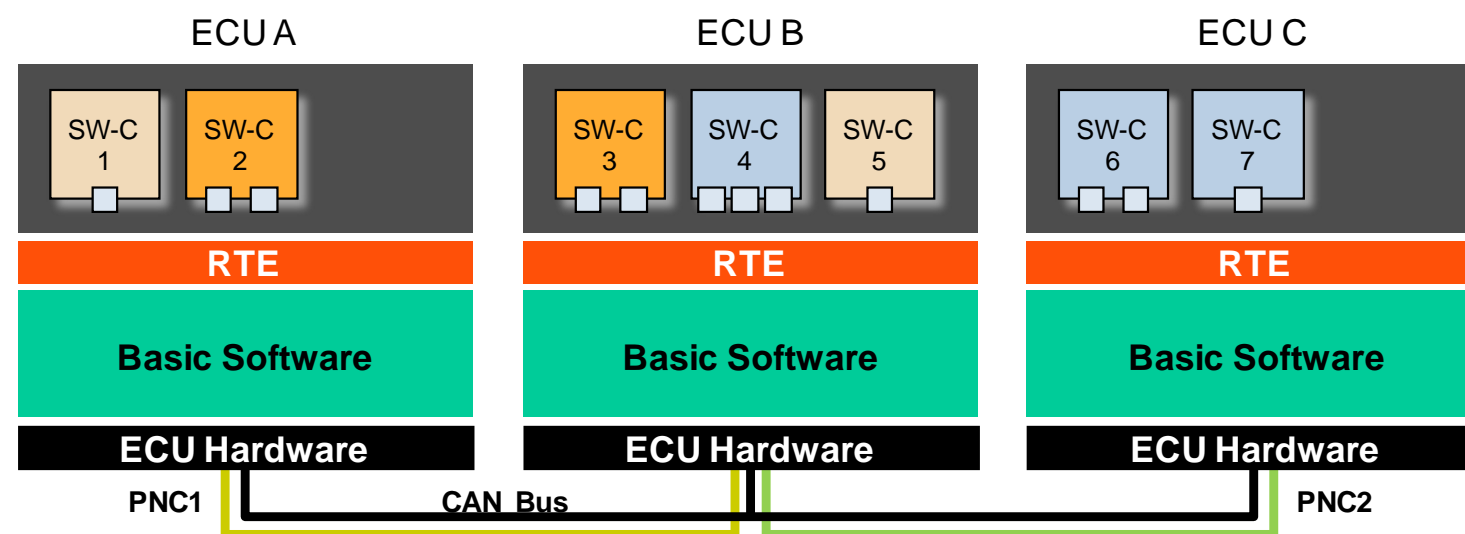 ECU A
ECU B
ECU C
SW-C
1
SW-C
2
SW-C
3
SW-C
4
SW-C
5
SW-C
6
SW-C
7
RTE
RTE
RTE
Basic Software
Basic Software
Basic Software
ECU Hardware
ECU Hardware
ECU Hardware
PNC1
CAN Bus
PNC2